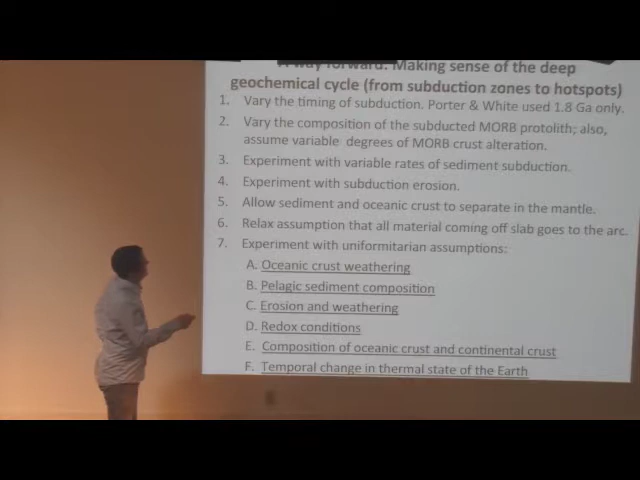 A way forward: Making sense of the deep
geochemical cycle (from subduction zones to hotspots)
1. Vary the timing of subduction. Porter & White used 1.8 Ga only.
2. Vary the composition of the subducted MORB protolith; also,
assume variable degrees of MORB crust alteration.
3. Experiment with variable rates of sediment subduction.
4. Experiment with subduction erosion.
5. Allow sediment and oceanic crust to separate in the mantle.
6. Relax assumption that all material coming off slab goes to the arc.
7. Experiment with uniformitarian assumptions:
A. Oceanic crust weathering
B. Pelagic sediment composition
C. Erosion and weathering
D. Redox conditions
E. Composition of oceanic crust and continental crust
F. Temporal change in thermal state of the Earth